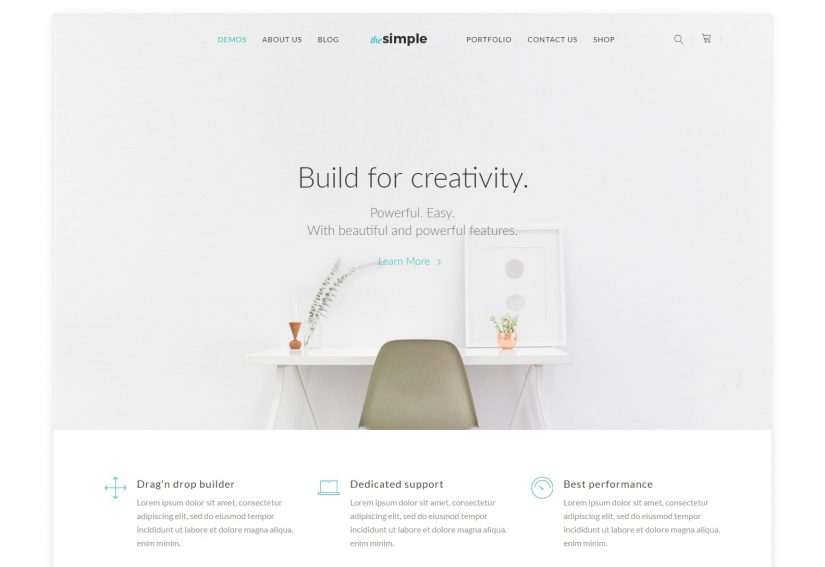 DEMOS ABOUT US BLOG thesimple PORTFOLIO CONTACT US SHOP
Build for creativity.
Powerful. Easy.
With beautiful and powerful features.
Learn More
Drag'n drop builder
Lorem ipsum dolor sit amet, consectetur
adipiscing elit, sed do eiusmod tempor
incididunt ut labore et dolore magna aliqua.
enim minim.
Dedicated support
Lorem ipsum dolor sit amet, consectetur
adipiscing elit, sed do eiusmod tempor
incididunt ut labore et dolore magna aliqua.
enim minim.
Best performance
Lorem ipsum dolor sit amet, consectetur
adipiscing elit, sed do eiusmod tempor
incididunt ut labore et dolore magna aliqua.
enim minim.